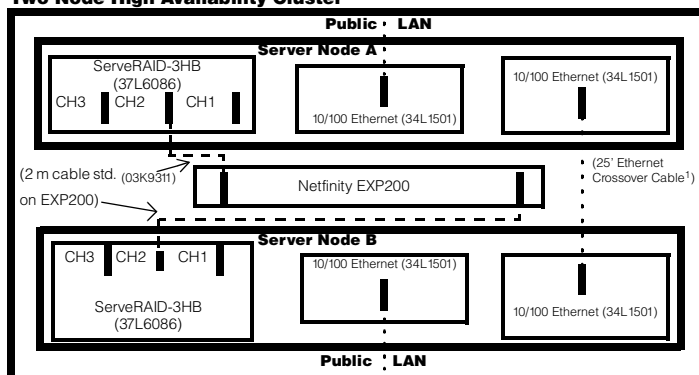 Two Node High Availability Cluster
Public LAN
Server Node A
ServeRAID-3HB
(37L6086)
CH3 CH2 CH1
10/100 Ethernet (34L1501)
10/100 Ethernet (34L1501)
(2 m cable std. (03K9311)
on EXP200)
Netfinity EXP200
(25' Ethernet
Crossover Cable1)
Server Node B
CH3 CH2 CH1
ServeRAID-3HB
(37L6086)
10/100 Ethernet (34L1501)
10/100 Ethernet (34L1501)
Public LAN